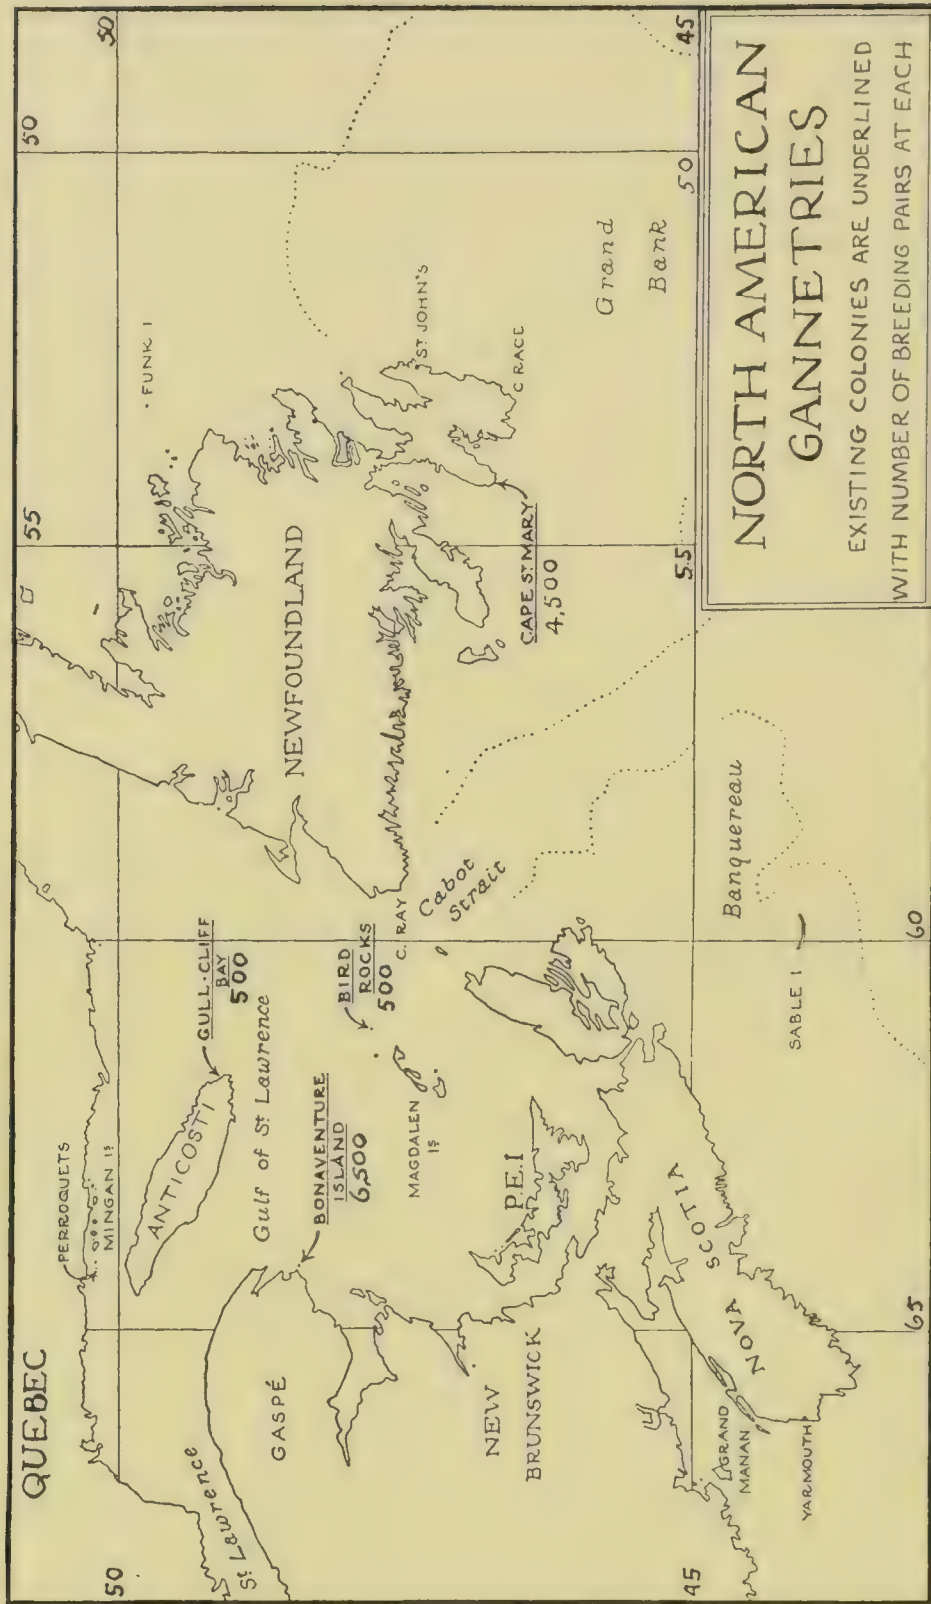 QUEBEC
PERROQUETS
MINGAN Is
ANTICOSTI
GULL-CLIFF
BAY
500
Gulf of St Lawrence
St Lawrence
GASPÉ
BONAVENTURE
ISLAND
6,500
BIRD
ROCKS
500
MAGDALEN
Is
C. RAY
Cabot
Strait
NEWFOUNDLAND
FUNK I
ST JOHN'S
C RACE
CAPE ST MARY
4,500
Grand
Bank
NEW
BRUNSWICK
P.E.I
NOVA
SCOTIA
GRAND
MANAN
YARMOUTH
SABLE I
Banquereau
50
55
50
50
45
65
60
55
50
45
NORTH AMERICAN
GANNETRIES
EXISTING COLONIES ARE UNDERLINED
WITH NUMBER OF BREEDING PAIRS AT EACH